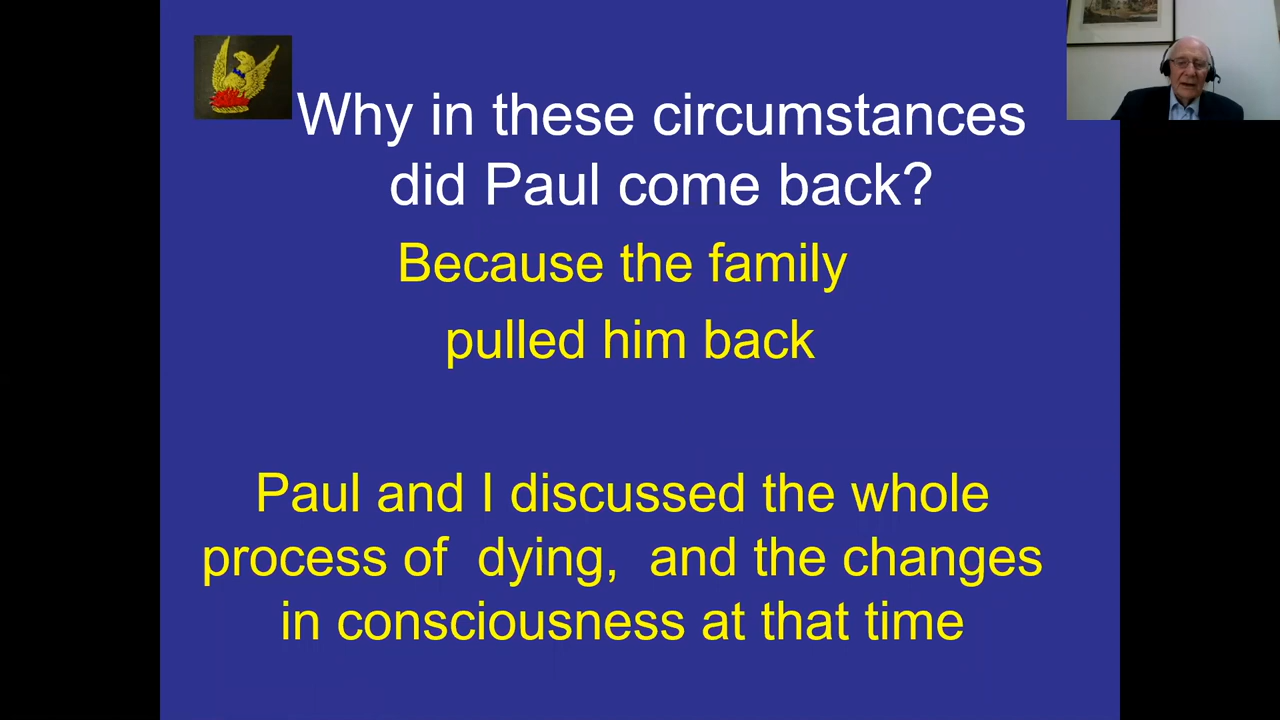 Why in these circumstances
did Paul come back?
Because the family
pulled him back
Paul and I discussed the whole
process of dying, and the changes
in consciousness at that time